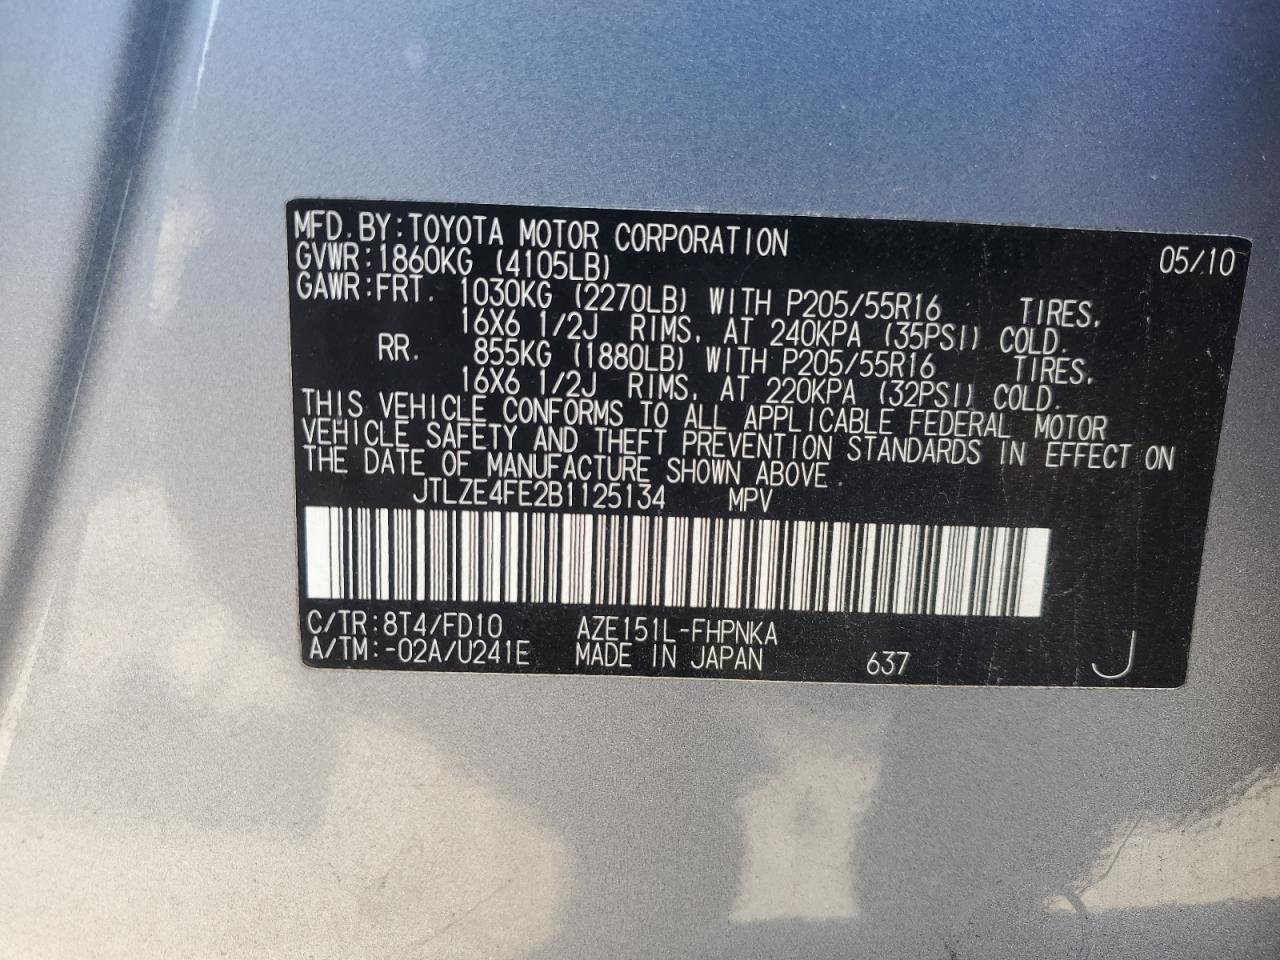 MFD.BY:TOYOTA MOTOR CORPORATION 05/10
GVWR:1860KG (4105LB)
GAWR:FRT. 1030KG (2270LB) WITH P205/55R16 TIRES,
16X6 1/2J RIMS, AT 240KPA (35PSI) COLD.
RR. 855KG (1880LB) WITH P205/55R16 TIRES,
16X6 1/2J RIMS, AT 220KPA (32PSI) COLD.
THIS VEHICLE CONFORMS TO ALL APPLICABLE FEDERAL MOTOR
VEHICLE SAFETY AND THEFT PREVENTION STANDARDS IN EFFECT ON
THE DATE OF MANUFACTURE SHOWN ABOVE.
JTLZE4FE2B1125134 MPV
C/TR:8T4/FD10 AZE151L-FHPNKA
A/TM:-02A/U241E MADE IN JAPAN 637 J